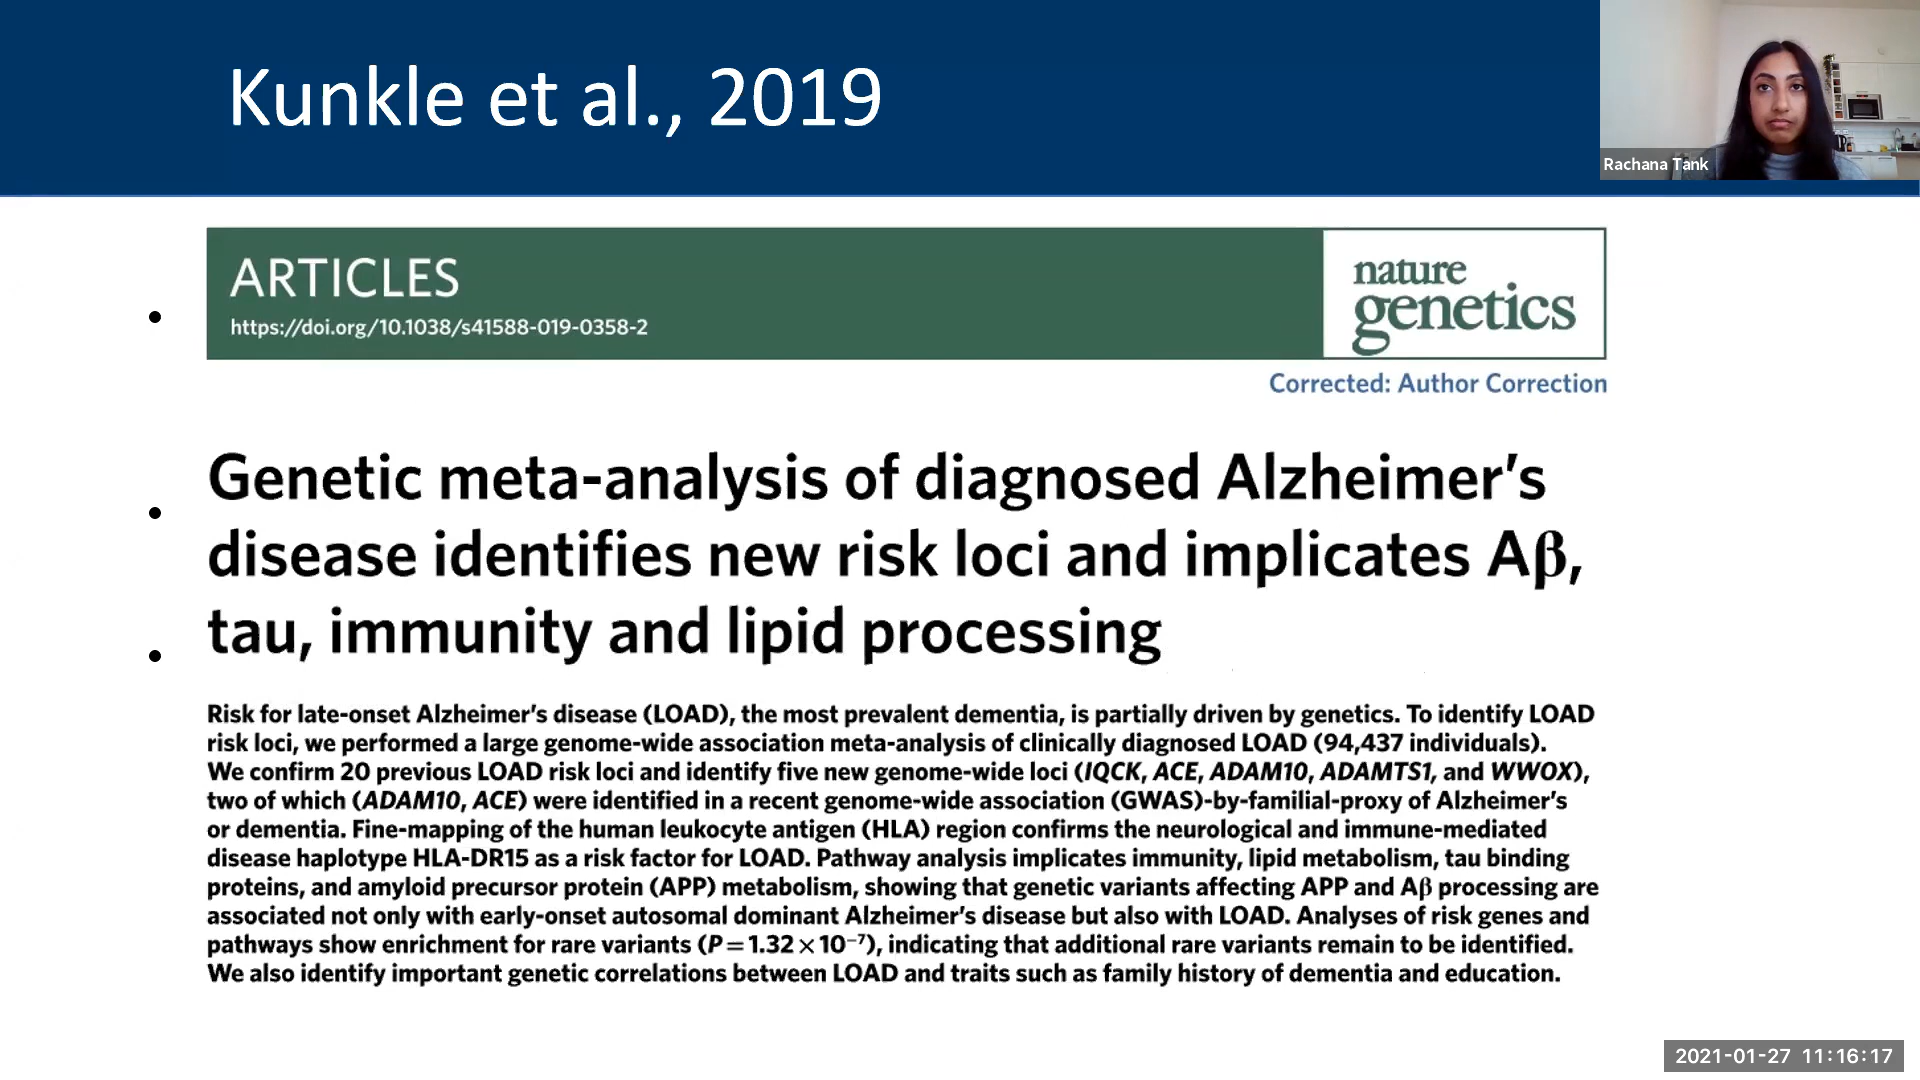 Kunkle et al., 2019
Rachana Tank
ARTICLES
https://doi.org/10.1038/s41588-019-0358-2
nature
genetics
Corrected: Author Correction
Genetic meta-analysis of diagnosed Alzheimer’s
disease identifies new risk loci and implicates Aβ,
tau, immunity and lipid processing
Risk for late-onset Alzheimer’s disease (LOAD), the most prevalent dementia, is partially driven by genetics. To identify LOAD
risk loci, we performed a large genome-wide association meta-analysis of clinically diagnosed LOAD (94,437 individuals).
We confirm 20 previous LOAD risk loci and identify five new genome-wide loci (IQCK, ACE, ADAM10, ADAMTS1, and WWOX),
two of which (ADAM10, ACE) were identified in a recent genome-wide association (GWAS)-by-familial-proxy of Alzheimer’s
or dementia. Fine-mapping of the human leukocyte antigen (HLA) region confirms the neurological and immune-mediated
disease haplotype HLA-DR15 as a risk factor for LOAD. Pathway analysis implicates immunity, lipid metabolism, tau binding
proteins, and amyloid precursor protein (APP) metabolism, showing that genetic variants affecting APP and Aβ processing are
associated not only with early-onset autosomal dominant Alzheimer’s disease but also with LOAD. Analyses of risk genes and
pathways show enrichment for rare variants (P = 1.32 × 10⁻⁷), indicating that additional rare variants remain to be identified.
We also identify important genetic correlations between LOAD and traits such as family history of dementia and education.
2021-01-27 11:16:17